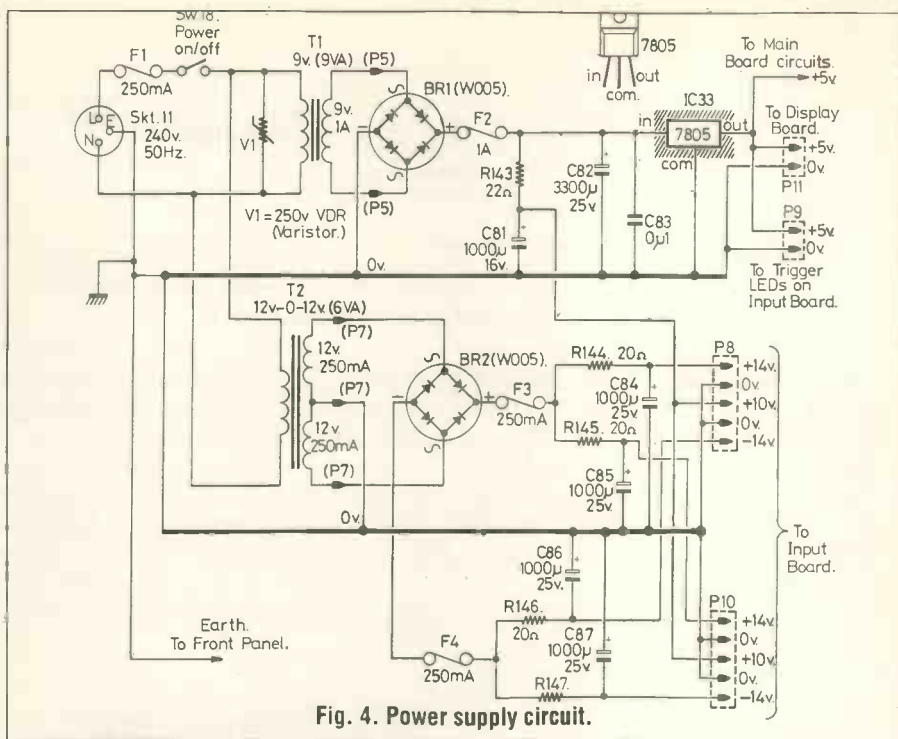 SW18.
Power
on/off
F1
250mA
Skt.11
240v.
50Hz.
L
E
N
V1
V1=250v VDR
(Varistor.)
T1
9v. (9VA)
(P5)
9v.
1A
(P5)
BR1(W005).
F2
1A
R143
22Ω
C81
1000µ
16v.
C82
3300µ
25v.
C83
0µ1
in
out
com.
7805
IC33
in
7805
out
com
To Main
Board circuits.
+5v.
To Display
Board.
+5v.
0v.
P11
P9
+5v.
0v.
To Trigger
LEDs on
Input Board.
0v.
T2
12v-0-12v. (6VA)
(P7)
12v.
250mA
(P7)
12v.
250mA
(P7)
BR2(W005).
F3
250mA
R144. 20Ω
C84
1000µ
25v.
R145. 20Ω
C85
1000µ
25v.
P8
+14v.
0v.
+10v.
0v.
-14v.
0v.
C86
1000µ
25v.
R146.
20Ω
C87
1000µ
25v.
R147.
F4
250mA
To
Input
Board.
P10
+14v.
0v.
+10v.
0v.
-14v.
Earth.
To Front Panel.
Fig. 4. Power supply circuit.